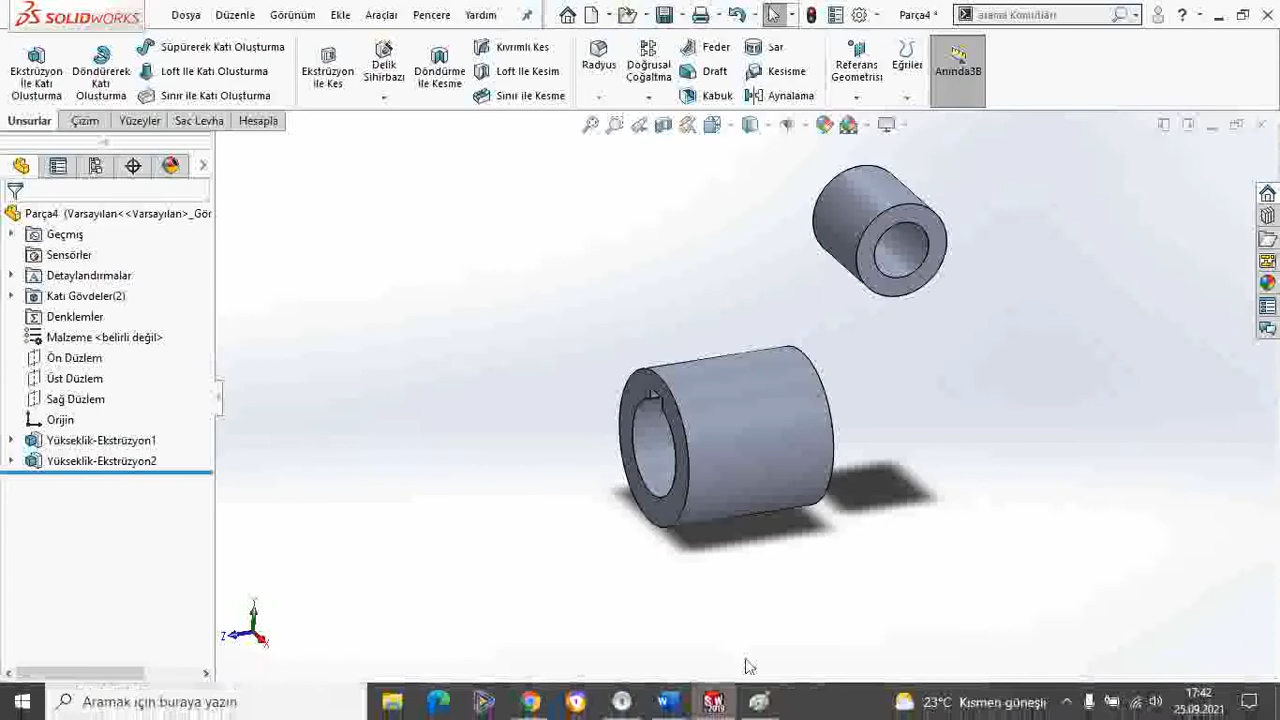 SOLIDWORKS
Dosya Düzenle Görünüm Ekle Araçlar Pencere Yardım Parça4 * arama Komutları
Ekstrüzyon İle Katı Oluşturma
Döndürerek Katı Oluşturma
Süpürerek Katı Oluşturma
Loft İle Katı Oluşturma
Sınır ile Katı Oluşturma
Ekstrüzyon ile Kes
Delik Sihirbazı
Döndürme ile Kesme
Kıvrımlı Kes
Loft İle Kesim
Sınır ile Kesme
Radyus
Doğrusal Çoğaltma
Feder
Draft
Kabuk
Sar
Kesişme
Aynalama
Referans Geometrisi
Eğriler
Anında3B
Unsurlar Çizim Yüzeyler Sac Levha Hesapla
Parça4 (Varsayılan<<Varsayılan>_Gör
Geçmiş
Sensörler
Detaylandırmalar
Katı Gövdeler(2)
Denklemler
Malzeme <belirli değil>
Ön Düzlem
Üst Düzlem
Sağ Düzlem
Orijin
Yükseklik-Ekstrüzyon1
Yükseklik-Ekstrüzyon2
Y
Z
X
Aramak için buraya yazın
23°C Kısmen güneşli
17:42
25.09.2021